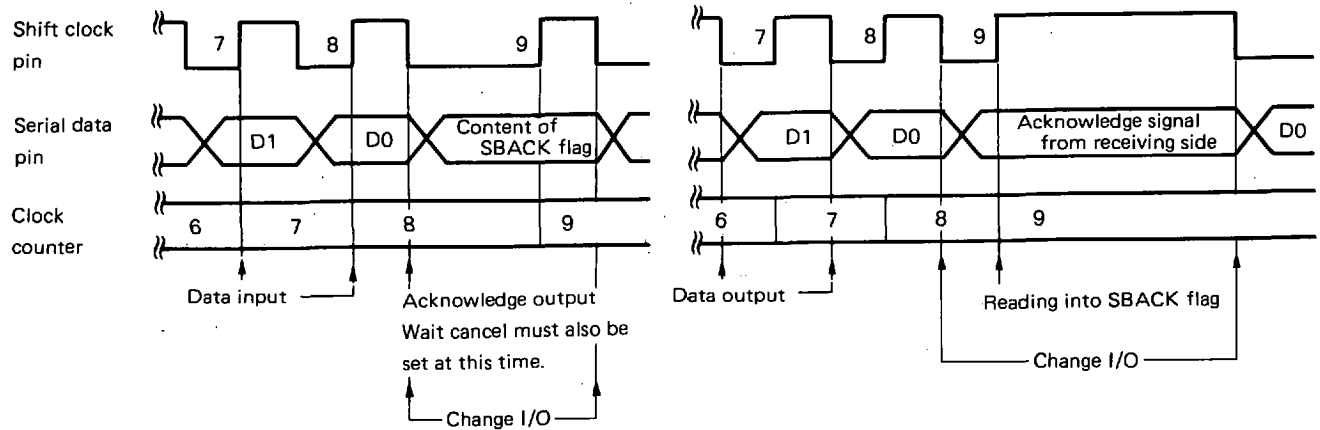 Shift clock
pin
7
8
9
7
8
9
Serial data
pin
D1
D0
Content of
SBACK flag
D1
D0
Acknowledge signal
from receiving side
D0
Clock
counter
6
7
8
9
6
7
8
9
Data input
Acknowledge output
Wait cancel must also be
set at this time.
Change I/O
Data output
Reading into SBACK flag
Change I/O